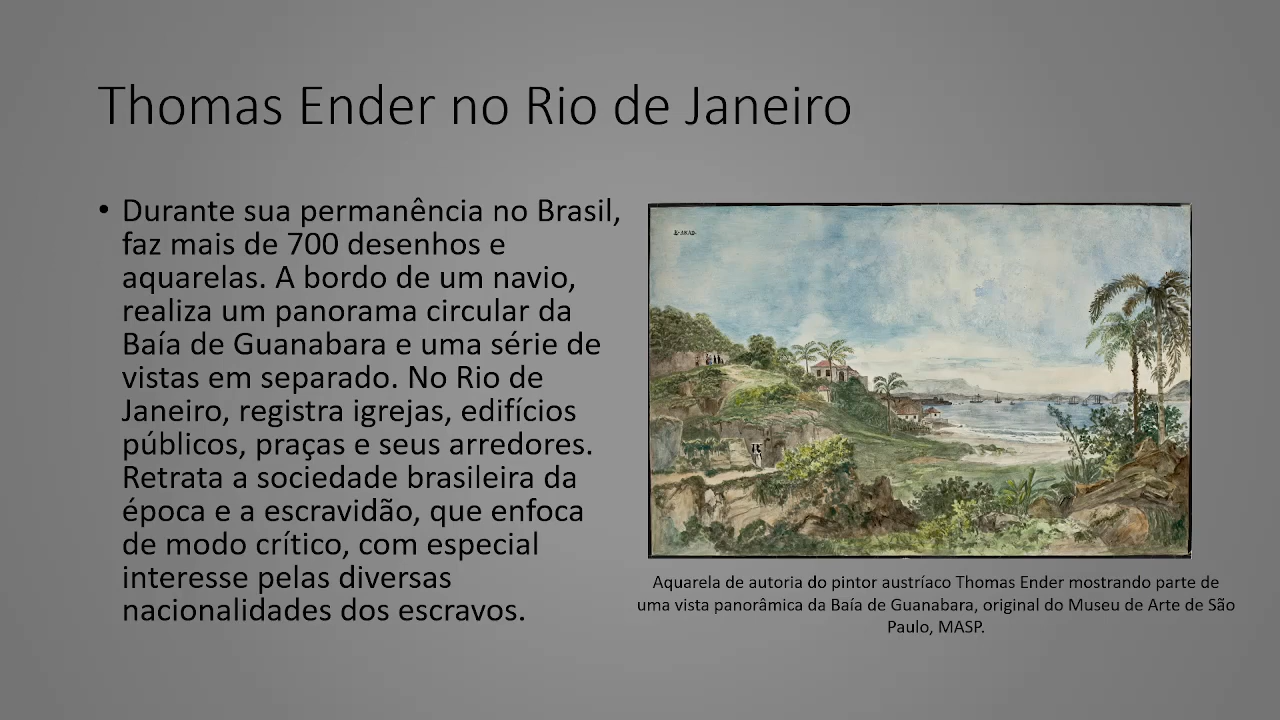 Thomas Ender no Rio de Janeiro
• Durante sua permanência no Brasil,
faz mais de 700 desenhos e
aquarelas. A bordo de um navio,
realiza um panorama circular da
Baía de Guanabara e uma série de
vistas em separado. No Rio de
Janeiro, registra igrejas, edifícios
públicos, praças e seus arredores.
Retrata a sociedade brasileira da
época e a escravidão, que enfoca
de modo crítico, com especial
interesse pelas diversas
nacionalidades dos escravos.
Aquarela de autoria do pintor austríaco Thomas Ender mostrando parte de
uma vista panorâmica da Baía de Guanabara, original do Museu de Arte de São
Paulo, MASP.